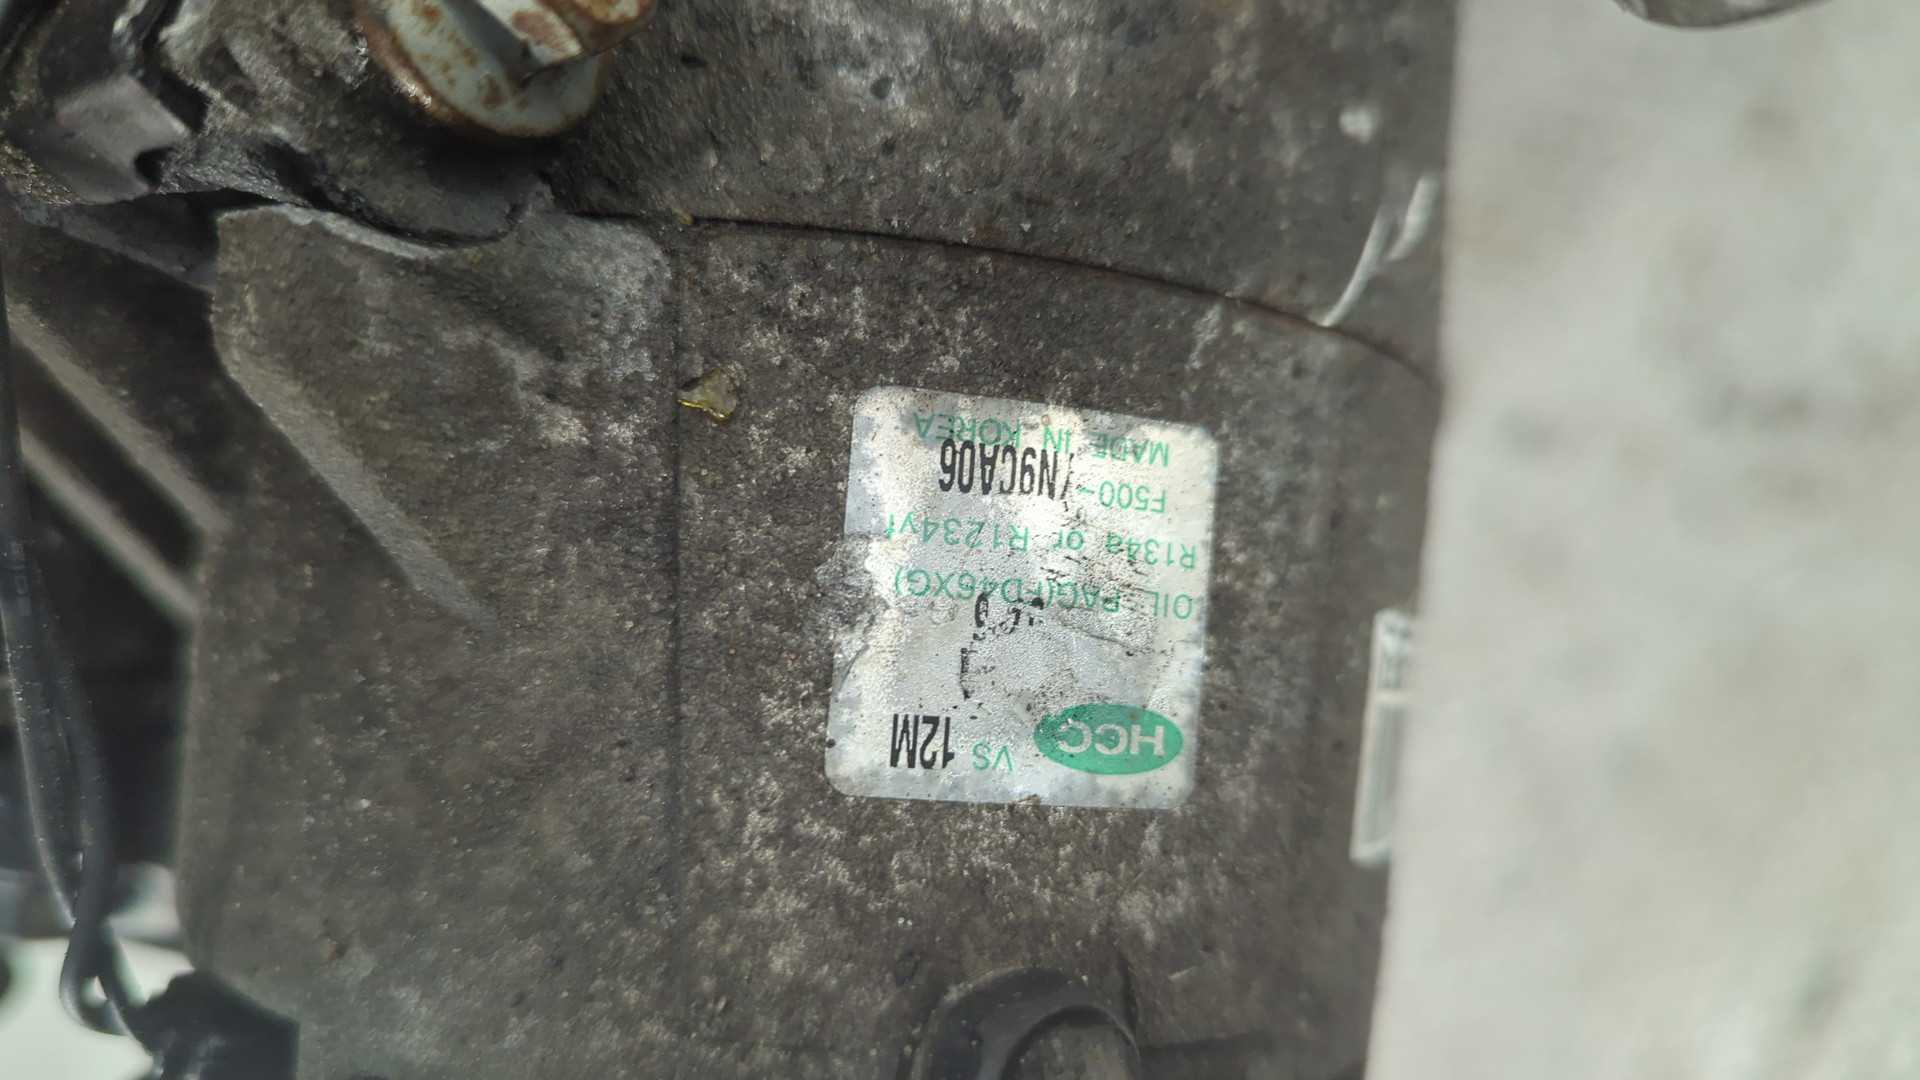 HCC VS 12M
OIL : PAG(FD46XG)
R134a or R1234yf
F500- N9CA06
MADE IN KOREA